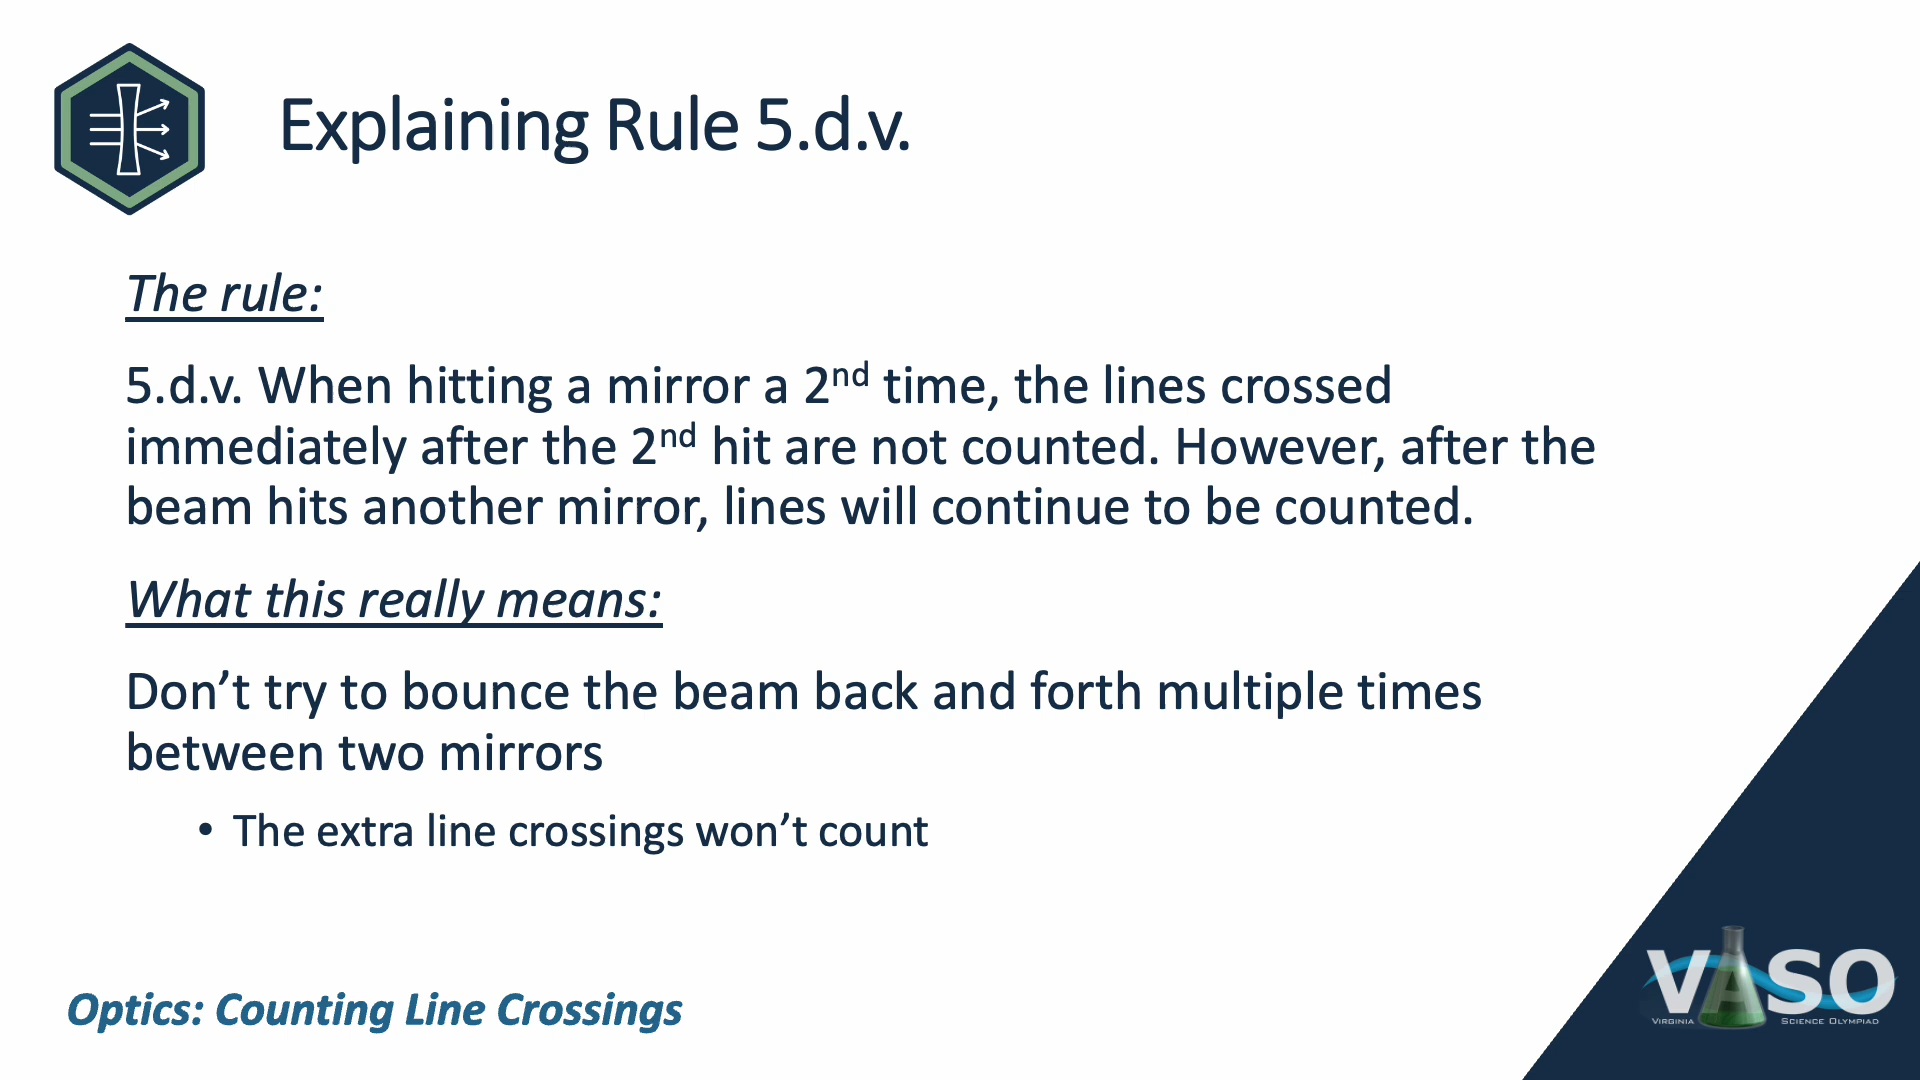 Explaining Rule 5.d.v.
The rule:
5.d.v. When hitting a mirror a 2nd time, the lines crossed
immediately after the 2nd hit are not counted. However, after the
beam hits another mirror, lines will continue to be counted.
What this really means:
Don’t try to bounce the beam back and forth multiple times
between two mirrors
• The extra line crossings won’t count
Optics: Counting Line Crossings
VASO
VIRGINIA SCIENCE OLYMPIAD